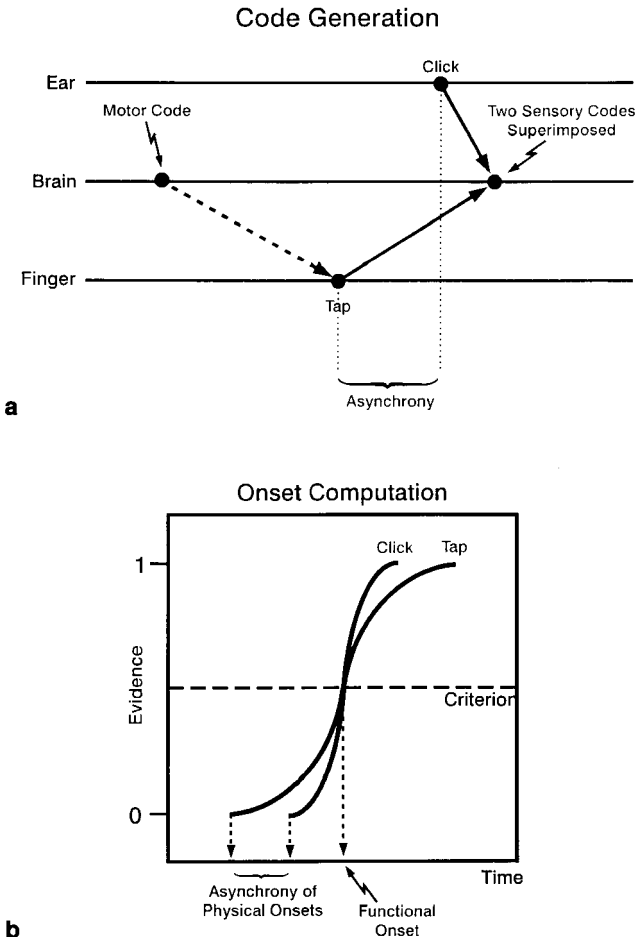 Code Generation
Click
Ear
Motor Code
Two Sensory Codes
Superimposed
Brain
Finger
Tap
Asynchrony
a
Onset Computation
Click
Tap
1
Evidence
Criterion
0
Time
Asynchrony of
Physical Onsets
Functional
Onset
b